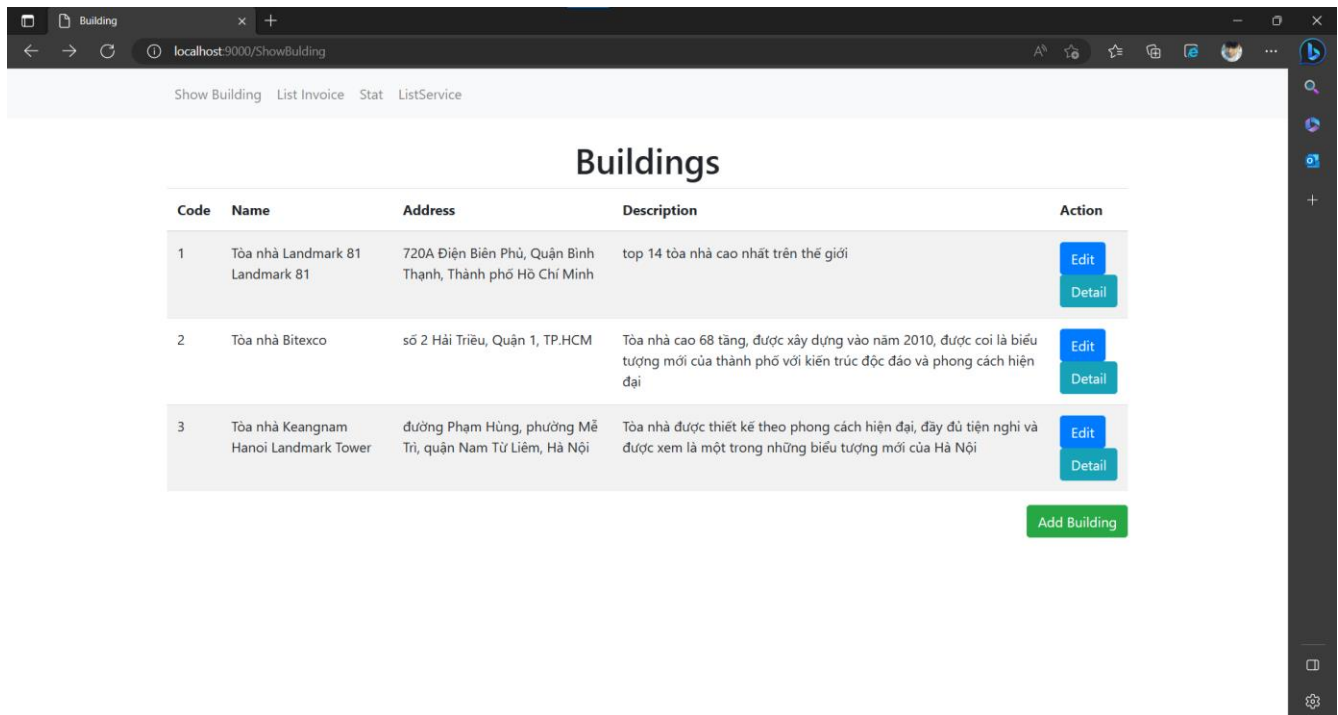 Building
localhost:9000/ShowBulding
Show Building List Invoice Stat ListService
Buildings
Code Name Address Description Action
1 Tòa nhà Landmark 81 720A Điện Biên Phủ, Quận Bình top 14 tòa nhà cao nhất trên thế giới Edit
Landmark 81 Thạnh, Thành phố Hồ Chí Minh
Detail
2 Tòa nhà Bitexco số 2 Hải Triều, Quận 1, TP.HCM Tòa nhà cao 68 tầng, được xây dựng vào năm 2010, được coi là biểu Edit
tượng mới của thành phố với kiến trúc độc đáo và phong cách hiện
đại Detail
3 Tòa nhà Keangnam đường Phạm Hùng, phường Mễ Tòa nhà được thiết kế theo phong cách hiện đại, đầy đủ tiện nghi và Edit
Hanoi Landmark Tower Trì, quận Nam Từ Liêm, Hà Nội được xem là một trong những biểu tượng mới của Hà Nội
Detail
Add Building